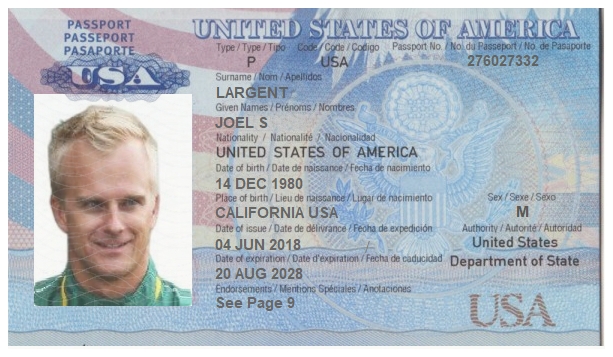 PASSPORT
PASSEPORT
PASAPORTE
USA
UNITED STATES OF AMERICA
Type / Type / Tipo Code / Code / Codigo Passport No. / No. du Passeport / No. de Pasaporte
P USA 276027332
Surname / Nom / Apellidos
LARGENT
Given Names / Prénoms / Nombres
JOEL S
Nationality / Nationalité / Nacionalidad
UNITED STATES OF AMERICA
Date of birth / Date de naissance / Fecha de nacimiento
14 DEC 1980
Place of birth / Lieu de naissance / Lugar de nacimiento Sex / Sexe / Sexo
CALIFORNIA USA M
Date of issue / Date de délivrance / Fecha de expedición Authority / Autorité / Autoridad
04 JUN 2018 United States
Date of expiration / Date d'expiration / Fecha de caducidad Department of State
20 AUG 2028
Endorsements / Mentions Spéciales / Anotaciones
See Page 9
USA